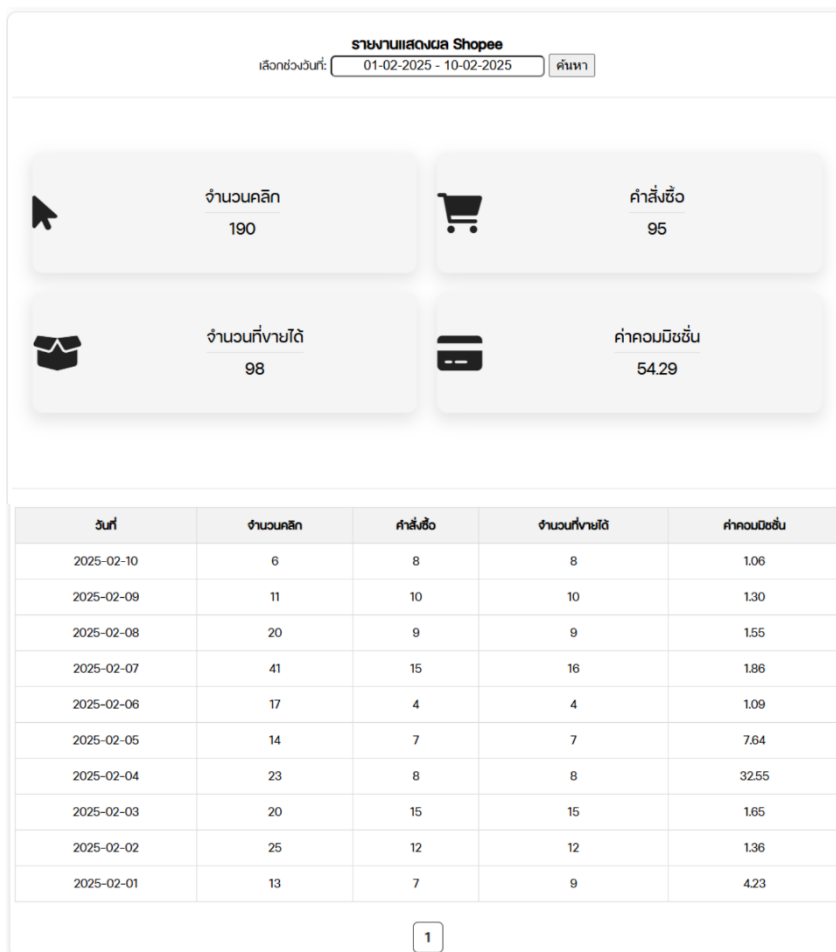 รายงานแสดงผล Shopee
เลือกช่วงวันที่: 01-02-2025 - 10-02-2025 ค้นหา
จำนวนคลิก
190
คำสั่งซื้อ
95
จำนวนที่ขายได้
98
ค่าคอมมิชชั่น
54.29
วันที่ จำนวนคลิก คำสั่งซื้อ จำนวนที่ขายได้ ค่าคอมมิชชั่น
2025-02-10 6 8 8 1.06
2025-02-09 11 10 10 1.30
2025-02-08 20 9 9 1.55
2025-02-07 41 15 16 1.86
2025-02-06 17 4 4 1.09
2025-02-05 14 7 7 7.64
2025-02-04 23 8 8 32.55
2025-02-03 20 15 15 1.65
2025-02-02 25 12 12 1.36
2025-02-01 13 7 9 4.23
1